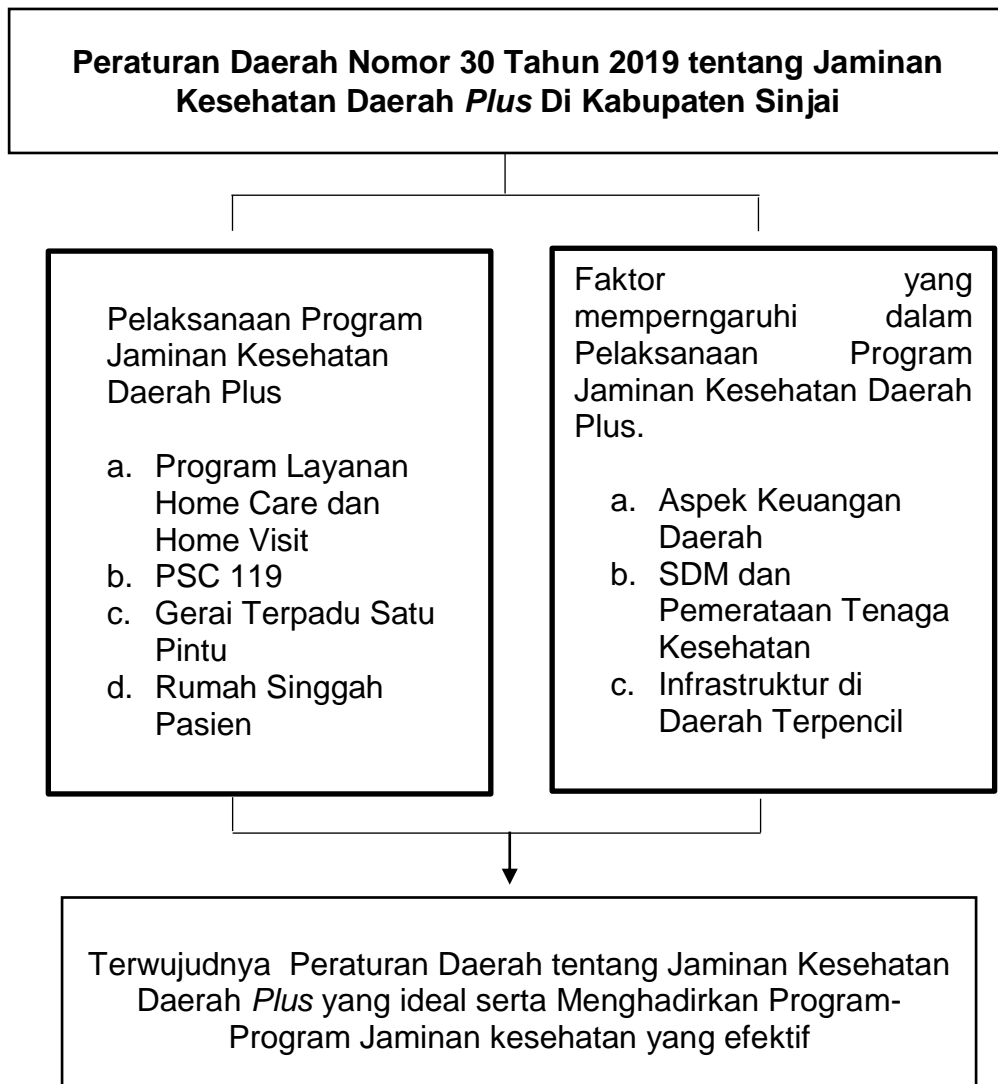 Peraturan Daerah Nomor 30 Tahun 2019 tentang Jaminan
Kesehatan Daerah Plus Di Kabupaten Sinjai
Pelaksanaan Program
Jaminan Kesehatan
Daerah Plus
a. Program Layanan
Home Care dan
Home Visit
b. PSC 119
c. Gerai Terpadu Satu
Pintu
d. Rumah Singgah
Pasien
Faktor yang
memperngaruhi dalam
Pelaksanaan Program
Jaminan Kesehatan Daerah
Plus.
a. Aspek Keuangan
Daerah
b. SDM dan
Pemerataan Tenaga
Kesehatan
c. Infrastruktur di
Daerah Terpencil
Terwujudnya Peraturan Daerah tentang Jaminan Kesehatan
Daerah Plus yang ideal serta Menghadirkan Program-
Program Jaminan kesehatan yang efektif